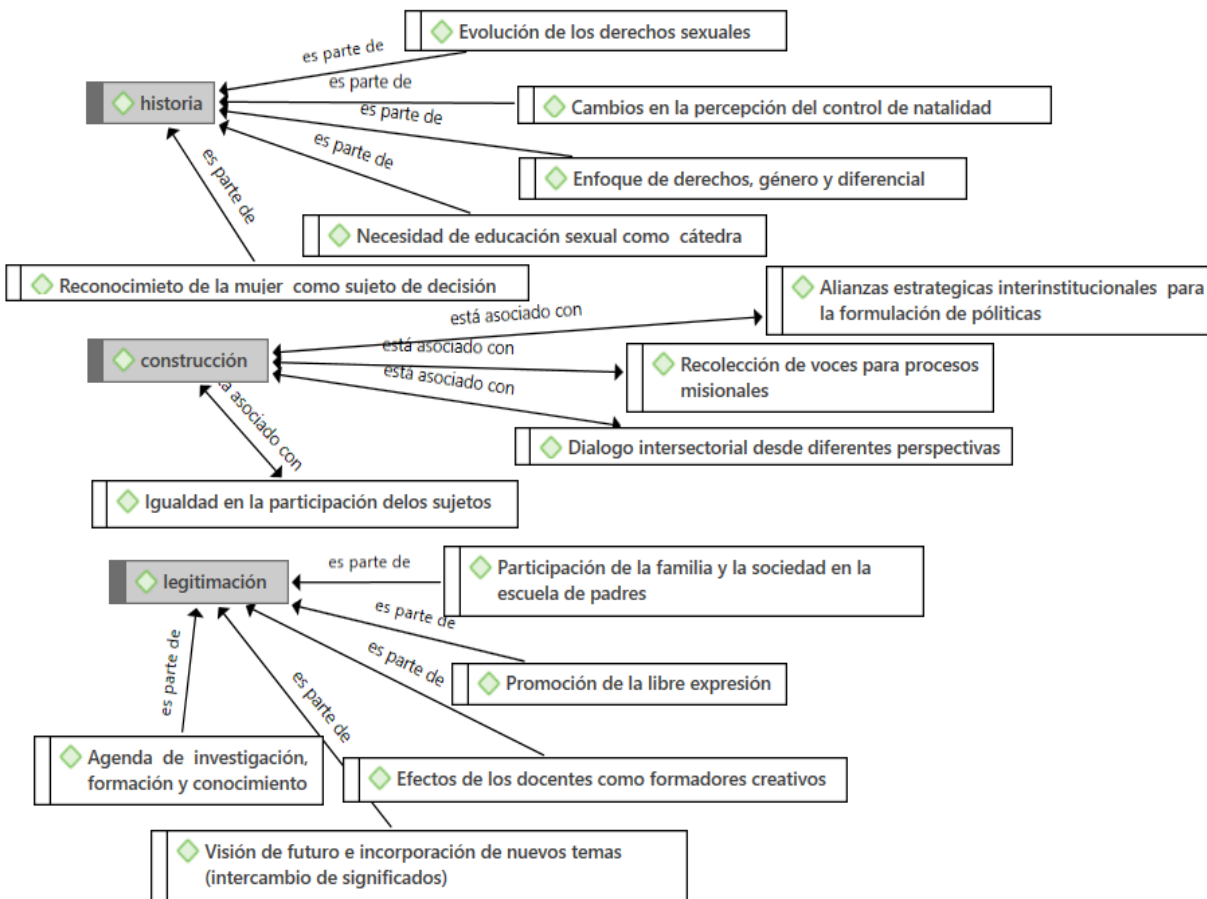 Evolución de los derechos sexuales
es parte de
es parte de
historia
Cambios en la percepción del control de natalidad
es parte de
es parte de
Enfoque de derechos, género y diferencial
es parte de
Necesidad de educación sexual como cátedra
Reconocimieto de la mujer como sujeto de decisión
Alianzas estrategicas interinstitucionales para
la formulación de póliticas
está asociado con
está asociado con
construcción
Recolección de voces para procesos
misionales
está asociado con
tá asociado con
Dialogo intersectorial desde diferentes perspectivas
Igualdad en la participación delos sujetos
es parte de
Participación de la familia y la sociedad en la
escuela de padres
legitimación
es parte de
es parte de
es parte de
es parte de
Promoción de la libre expresión
Agenda de investigación,
formación y conocimiento
Efectos de los docentes como formadores creativos
Visión de futuro e incorporación de nuevos temas
(intercambio de significados)